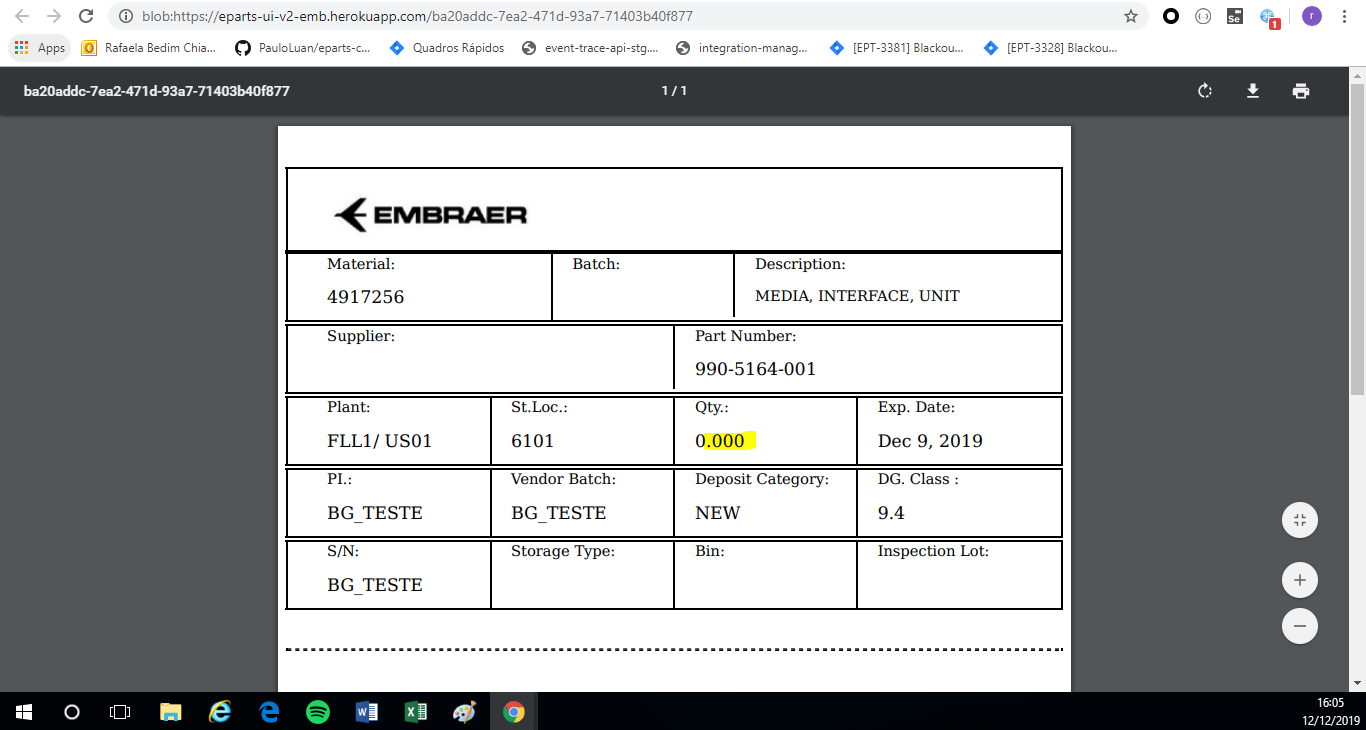 blob:https://eparts-ui-v2-emb.herokuapp.com/ba20addc-7ea2-471d-93a7-71403b40f877
Se
1
r
Apps
Rafaela Bedim Chia...
PauloLuan/eparts-c...
Quadros Rápidos
event-trace-api-stg....
integration-manag...
[EPT-3381] Blackou...
[EPT-3328] Blackou...
ba20addc-7ea2-471d-93a7-71403b40f877
1 / 1
EMBRAER
Material:
4917256
Batch:
Description:
MEDIA, INTERFACE, UNIT
Supplier:
Part Number:
990-5164-001
Plant:
FLL1/ US01
St.Loc.:
6101
Qty.:
0.000
Exp. Date:
Dec 9, 2019
PI.:
BG_TESTE
Vendor Batch:
BG_TESTE
Deposit Category:
NEW
DG. Class :
9.4
S/N:
BG_TESTE
Storage Type:
Bin:
Inspection Lot:
16:05
12/12/2019